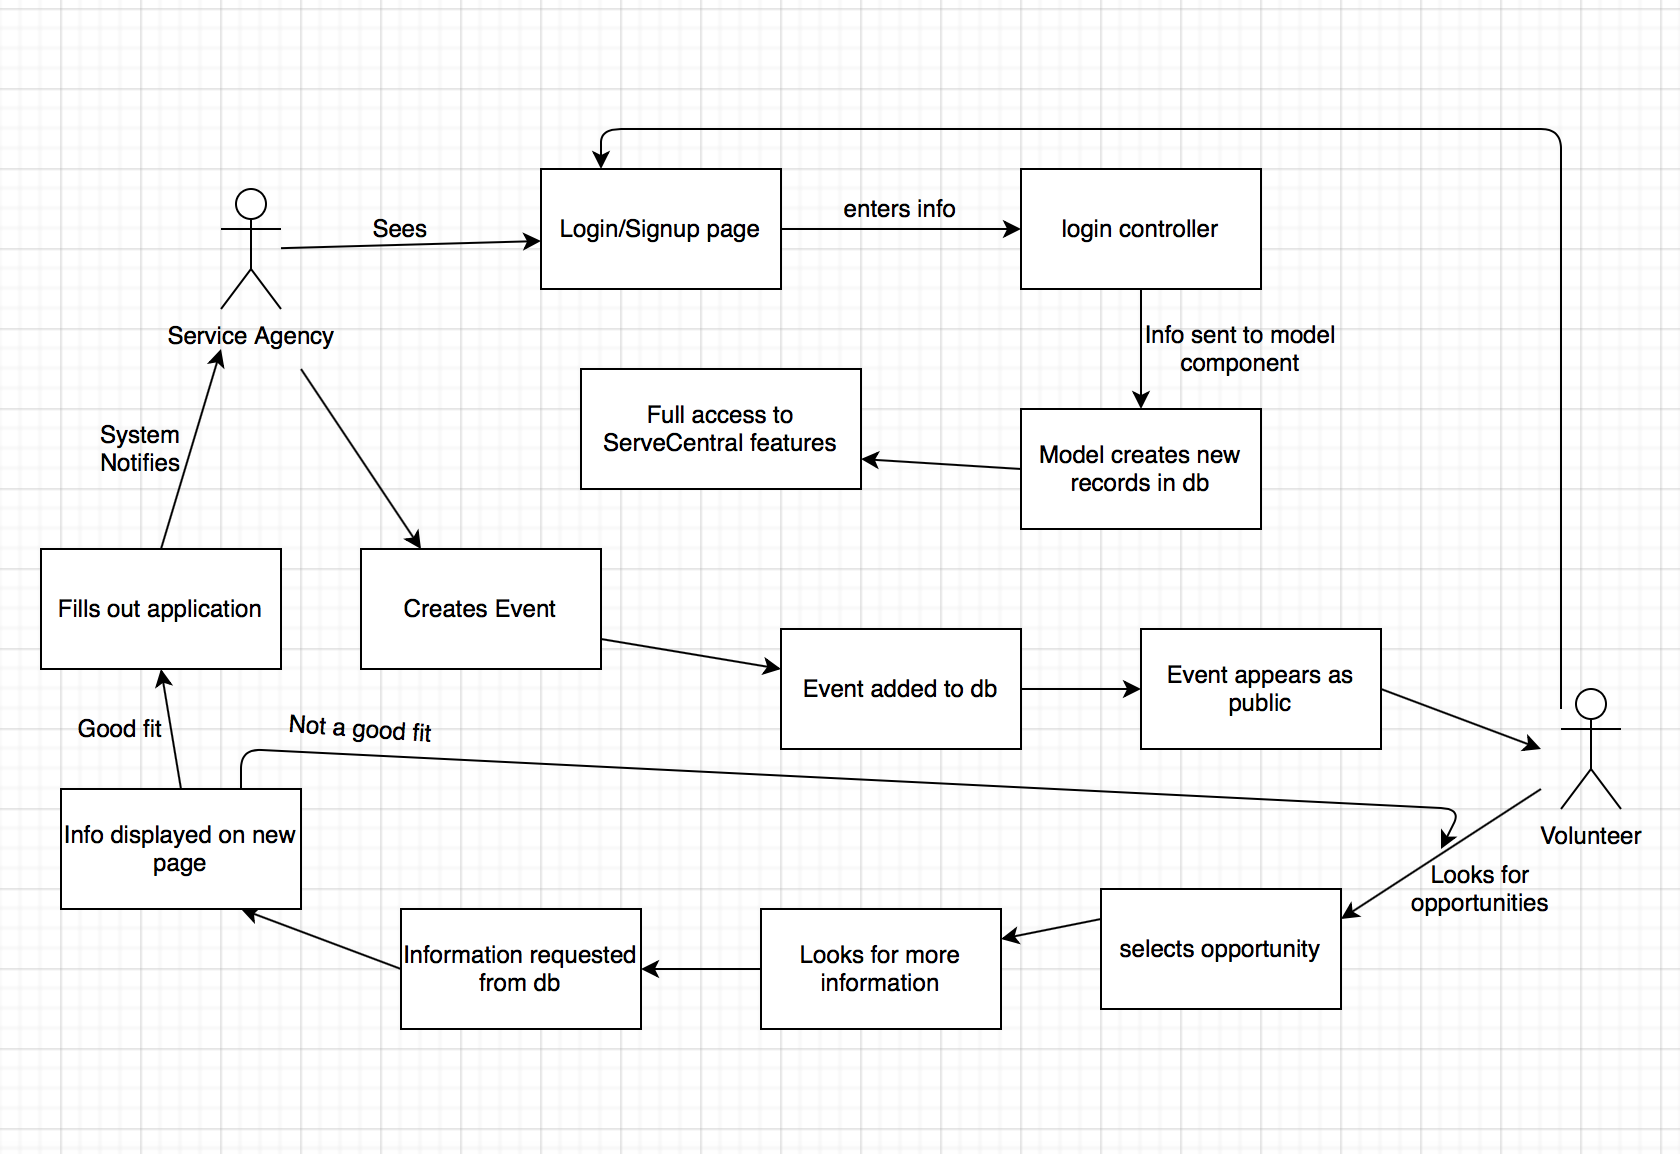 Sees
Login/Signup page
enters info
login controller
Service Agency
Info sent to model
component
Full access to
ServeCentral features
System
Notifies
Model creates new
records in db
Fills out application
Creates Event
Event added to db
Event appears as
public
Good fit
Not a good fit
Info displayed on new
page
Volunteer
Looks for
opportunities
selects opportunity
Looks for more
information
Information requested
from db